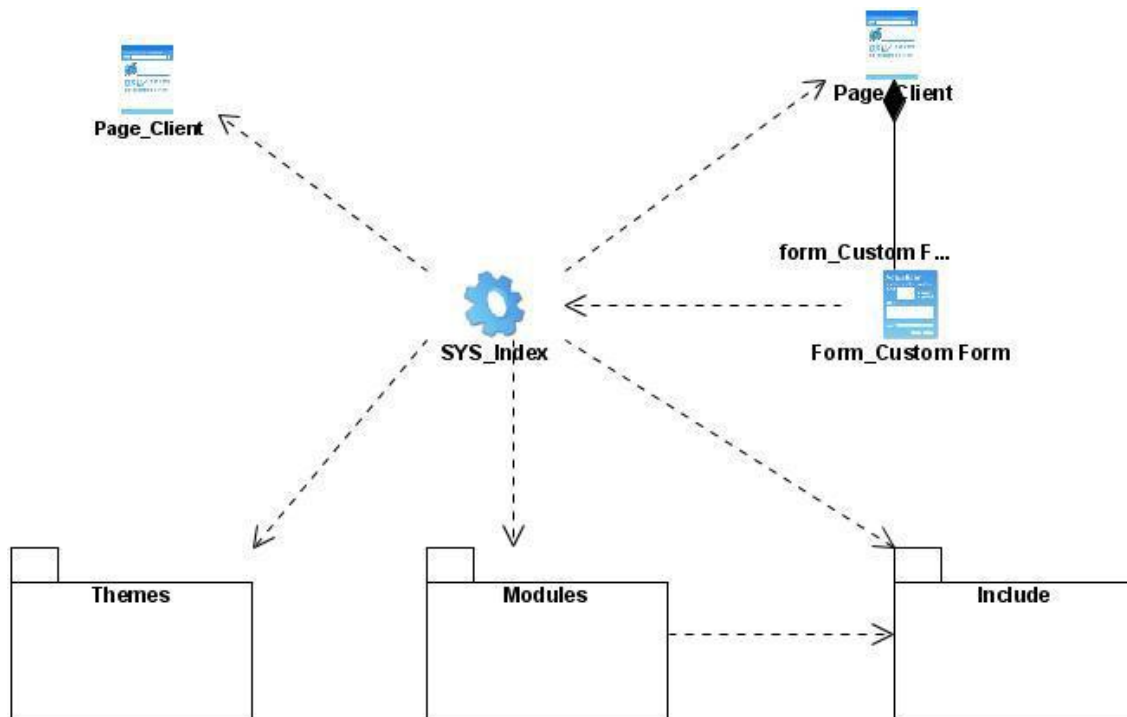 Page_Client
Page_Client
form_Custom F...
SYS_Index
Form_Custom Form
Themes
Modules
Include